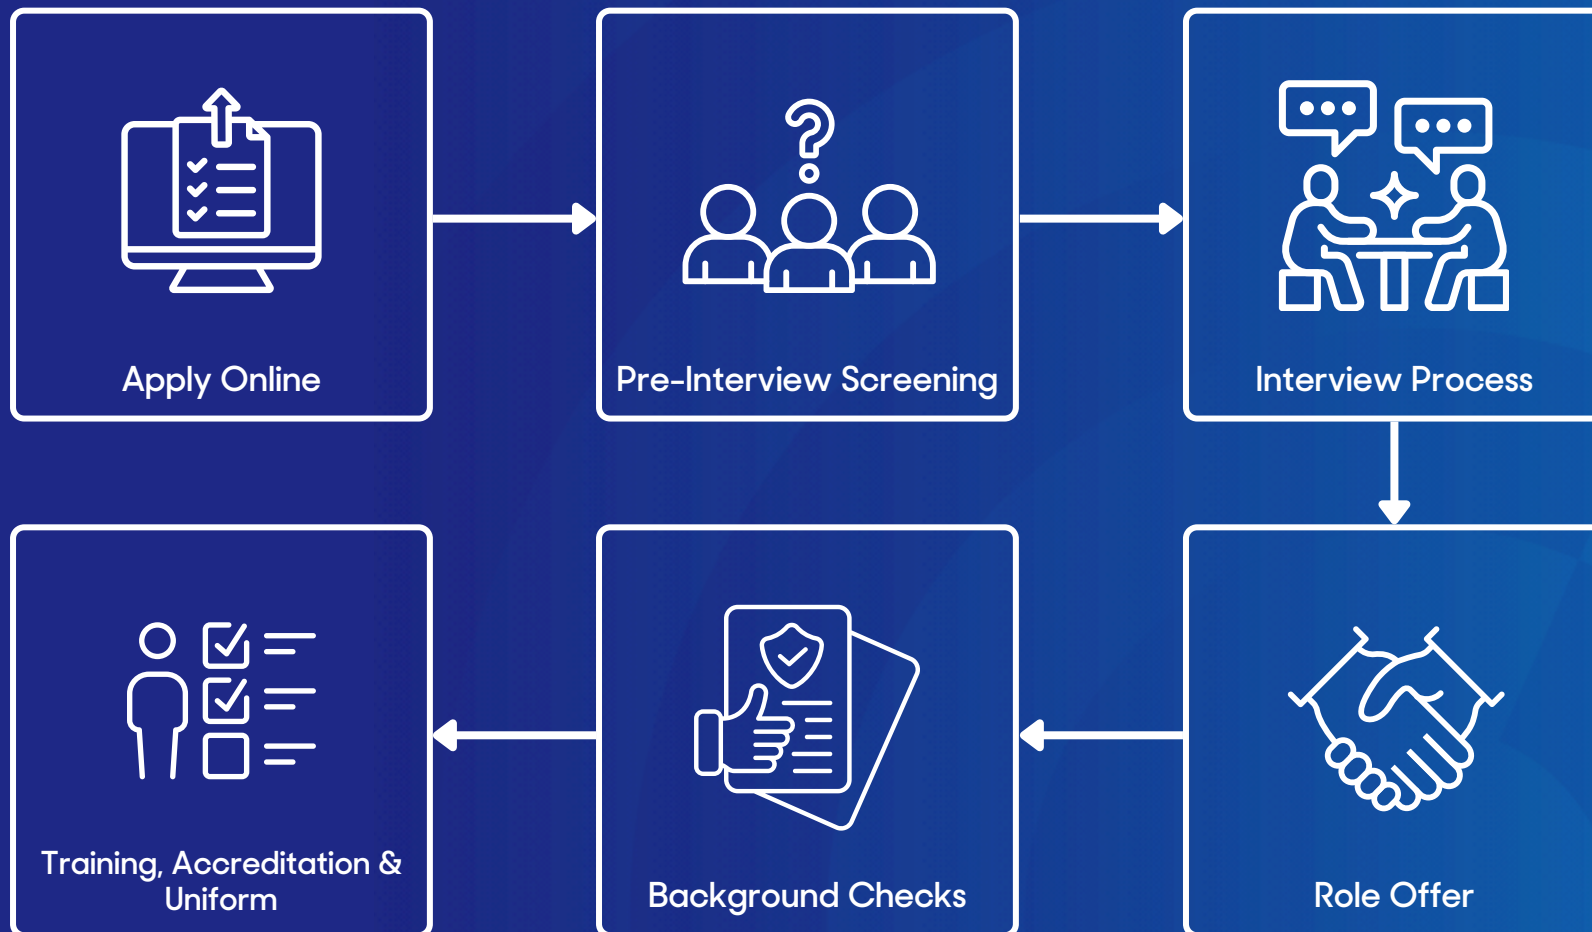 Apply Online
Pre-Interview Screening
Interview Process
Role Offer
Background Checks
Training, Accreditation &
Uniform